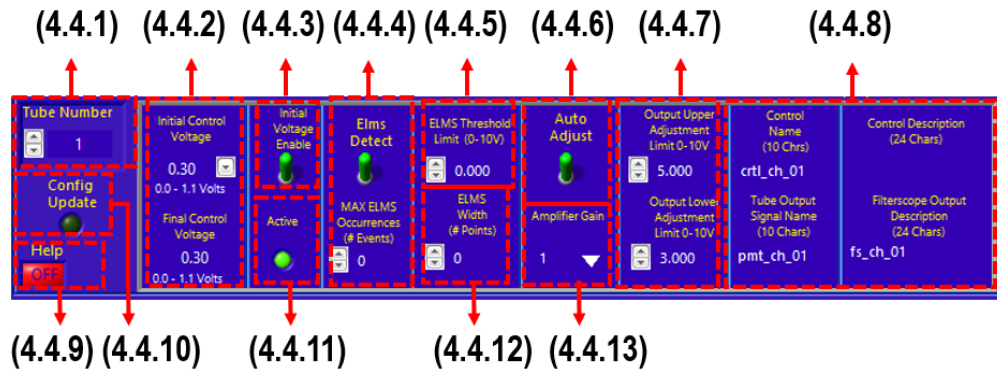 (4.4.1) (4.4.2) (4.4.3) (4.4.4) (4.4.5) (4.4.6) (4.4.7) (4.4.8)
Tube Number
1
Config
Update
Help
OFF
Initial Control
Voltage
0.30
0.0 - 1.1 Volts
Final Control
Voltage
0.30
0.0 - 1.1 Volts
Initial
Voltage
Enable
Active
Elms
Detect
MAX ELMS
Occurrences
(# Events)
0
ELMS Threshold
Limit (0-10V)
0.000
ELMS
Width
(# Points)
0
Auto
Adjust
Amplifier Gain
1
Output Upper
Adjustment
Limit 0-10V
5.000
Output Lower
Adjustment
Limit 0-10V
3.000
Control
Name
(10 Chrs)
crtl_ch_01
Tube Output
Signal Name
(10 Chars)
pmt_ch_01
Control Description
(24 Chars)
Filterscope Output
Description
(24 Chars)
fs_ch_01
(4.4.9) (4.4.10) (4.4.11) (4.4.12) (4.4.13)